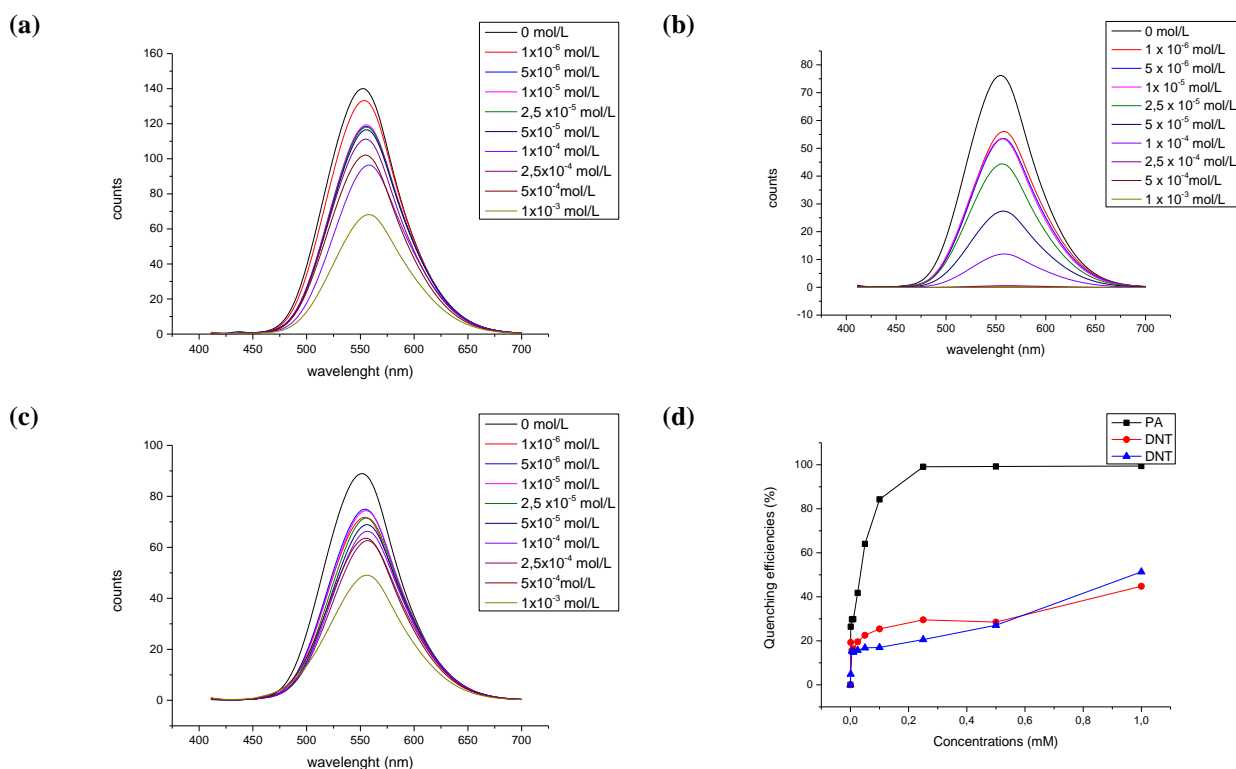 (a)
0 mol/L
1x10⁻⁶ mol/L
5x10⁻⁶ mol/L
1x10⁻⁵ mol/L
2,5 x10⁻⁵ mol/L
5x10⁻⁵ mol/L
1x10⁻⁴ mol/L
2,5x10⁻⁴ mol/L
5x10⁻⁴mol/L
1x10⁻³ mol/L
160
140
120
100
80
60
40
20
0
counts
400 450 500 550 600 650 700
wavelenght (nm)
(b)
0 mol/L
1 x 10⁻⁶ mol/L
5 x 10⁻⁶ mol/L
1x 10⁻⁵ mol/L
2,5 x 10⁻⁵ mol/L
5 x 10⁻⁵ mol/L
1 x 10⁻⁴ mol/L
2,5 x 10⁻⁴ mol/L
5 x 10⁻⁴mol/L
1 x 10⁻³ mol/L
80
70
60
50
40
30
20
10
0
-10
counts
400 450 500 550 600 650 700
wavelenght (nm)
(c)
0 mol/L
1x10⁻⁶ mol/L
5x10⁻⁶ mol/L
1x10⁻⁵ mol/L
2,5 x10⁻⁵ mol/L
5x10⁻⁵ mol/L
1x10⁻⁴ mol/L
2,5x10⁻⁴ mol/L
5x10⁻⁴mol/L
1x10⁻³ mol/L
100
80
60
40
20
0
counts
400 450 500 550 600 650 700
wavelenght (nm)
(d)
PA
DNT
DNT
100
80
60
40
20
0
Quenching efficiencies (%)
0,0 0,2 0,4 0,6 0,8 1,0
Concentrations (mM)